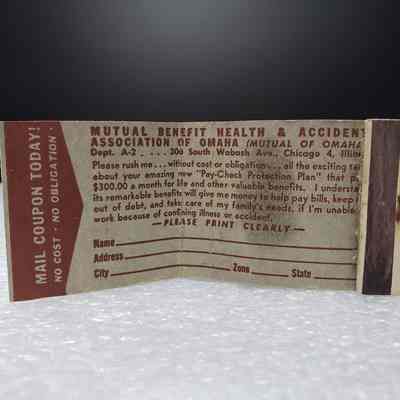 MAIL COUPON TODAY!
NO COST - NO OBLIGATION
MUTUAL BENEFIT HEALTH & ACCIDENT
ASSOCIATION OF OMAHA (MUTUAL OF OMAHA
Dept. A-2 . . . . 200 South Wabash Ave., Chicago 4,
Please rush me...without cost or obligation...all the exciting
about your amazing new "Pay-Check Protection Plan" that
$300.00 a month for life and other valuable benefits. I
its remarkable benefits will give me money to help pay bills, keep
out of debt, and take care of my family's needs, if I'm unable
work because of confining illness or accident.
—PLEASE PRINT CLEARLY—
Name
Address
City Zone State